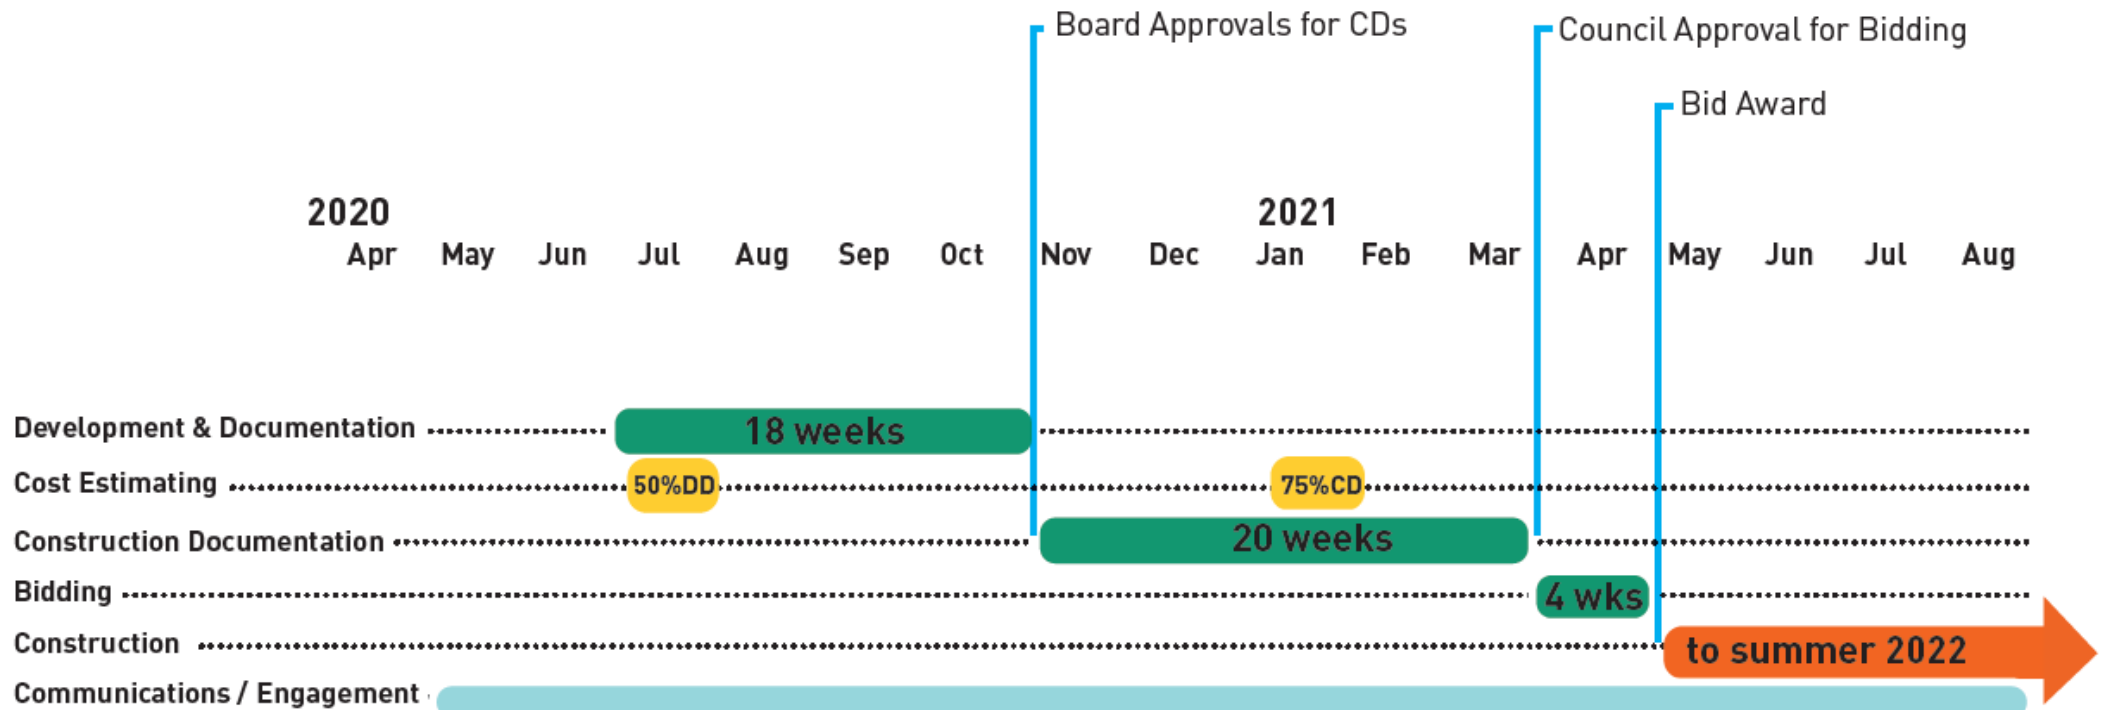 Board Approvals for CDs
Council Approval for Bidding
Bid Award
2020 2021
Apr May Jun Jul Aug Sep Oct Nov Dec Jan Feb Mar Apr May Jun Jul Aug
Development & Documentation 18 weeks
Cost Estimating 50%DD 75%CD
Construction Documentation 20 weeks
Bidding 4 wks
Construction to summer 2022
Communications / Engagement